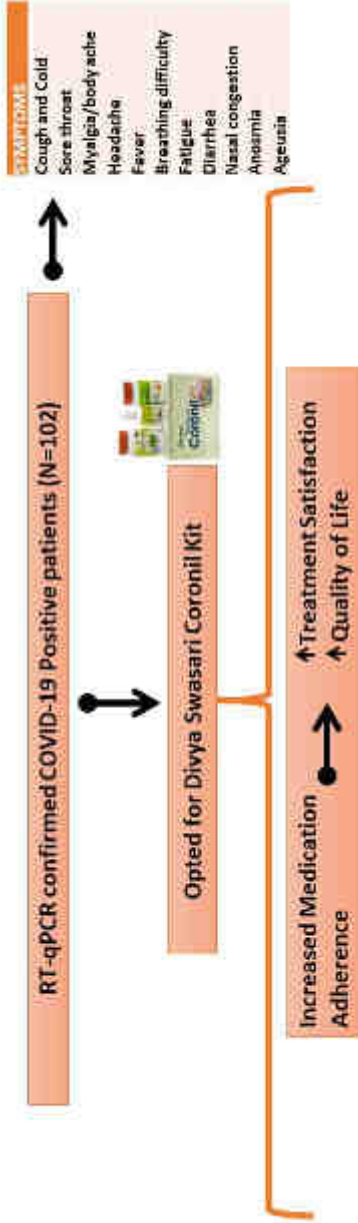 RT-qPCR confirmed COVID-19 Positive patients (N=102)
SYMPTOMS
Cough and Cold
Sore throat
Myalgia/body ache
Headache
Fever
Breathing difficulty
Fatigue
Diarrhea
Nasal congestion
Anosmia
Ageusia
Opted for Divya Swasari Coronil Kit
Coronil
Increased Medication
Adherence
↑Treatment Satisfaction
↑Quality of Life